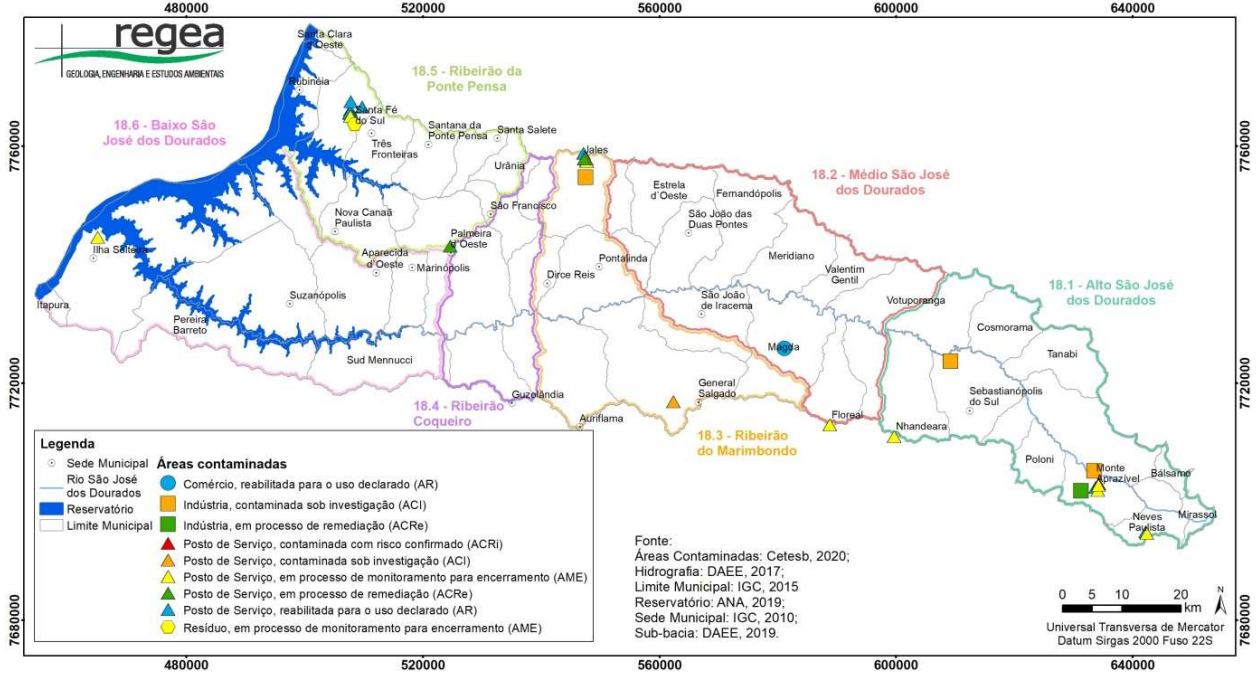 480000
520000
560000
600000
640000
regea
GEOLOGIA, ENGENHARIA E ESTUDOS AMBIENTAIS
7760000
7720000
7680000
7760000
7720000
7680000
Santa Clara
d'Oeste
18.5 - Ribeirão da
Ponte Pensa
Rubinéia
Santa Fé
do Sul
18.6 - Baixo São
José dos Dourados
Santana da
Ponte Pensa
Santa Salete
Três
Fronteiras
Jales
Urânia
18.2 - Médio São José
dos Dourados
Estrela
d´Oeste
Fernandópolis
São Francisco
Nova Canaã
Paulista
São João das
Duas Pontes
Palmeira
d'Oeste
Ilha Solteira
Aparecida
d´Oeste
Marinópolis
Pontalinda
Meridiano
Dirce Reis
Valentim
Gentil
18.1 - Alto São José
dos Dourados
Itapura
Suzanópolis
São João
de Iracema
Votuporanga
Pereira
Barreto
Cosmorama
Magda
Tanabi
Sud Mennucci
General
Salgado
Sebastianópolis
do Sul
Guzolândia
18.4 - Ribeirão
Coqueiro
Auriflama
Floreal
Nhandeara
18.3 - Ribeirão
do Marimbondo
Poloni
Monte
Aprazível
Bálsamo
Neves
Paulista
Mirassol
Legenda
Sede Municipal
Rio São José
dos Dourados
Reservatório
Limite Municipal
Áreas contaminadas
Comércio, reabilitada para o uso declarado (AR)
Indústria, contaminada sob investigação (ACI)
Indústria, em processo de remediação (ACRe)
Posto de Serviço, contaminada com risco confirmado (ACRi)
Posto de Serviço, contaminada sob investigação (ACI)
Posto de Serviço, em processo de monitoramento para encerramento (AME)
Posto de Serviço, em processo de remediação (ACRe)
Posto de Serviço, reabilitada para o uso declarado (AR)
Resíduo, em processo de monitoramento para encerramento (AME)
Fonte:
Áreas Contaminadas: Cetesb, 2020;
Hidrografia: DAEE, 2017;
Limite Municipal: IGC, 2015
Reservatório: ANA, 2019;
Sede Municipal: IGC, 2010;
Sub-bacia: DAEE, 2019.
0 10 20
km
N
Universal Transversa de Mercator
Datum Sirgas 2000 Fuso 22S
480000
520000
560000
600000
640000